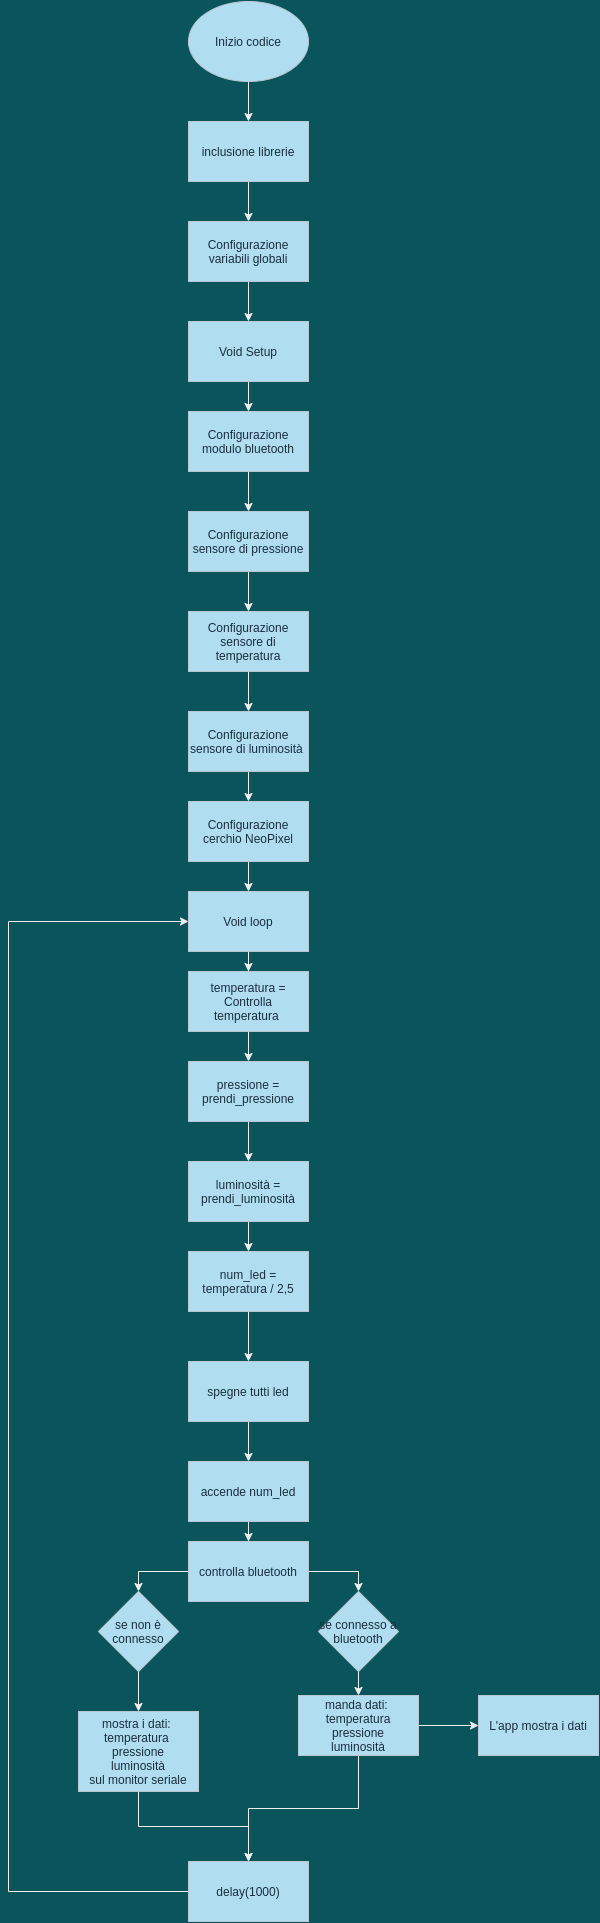 Inizio codice
inclusione librerie
Configurazione
variabili globali
Void Setup
Configurazione
modulo bluetooth
Configurazione
sensore di pressione
Configurazione
sensore di
temperatura
Configurazione
sensore di luminosità
Configurazione
cerchio NeoPixel
Void loop
temperatura =
Controlla
temperatura
pressione =
prendi_pressione
luminosità =
prendi_luminosità
num_led =
temperatura / 2,5
spegne tutti led
accende num_led
controlla bluetooth
se non è
connesso
se connesso a
bluetooth
mostra i dati:
temperatura
pressione
luminosità
sul monitor seriale
manda dati:
temperatura
pressione
luminosità
L'app mostra i dati
delay(1000)